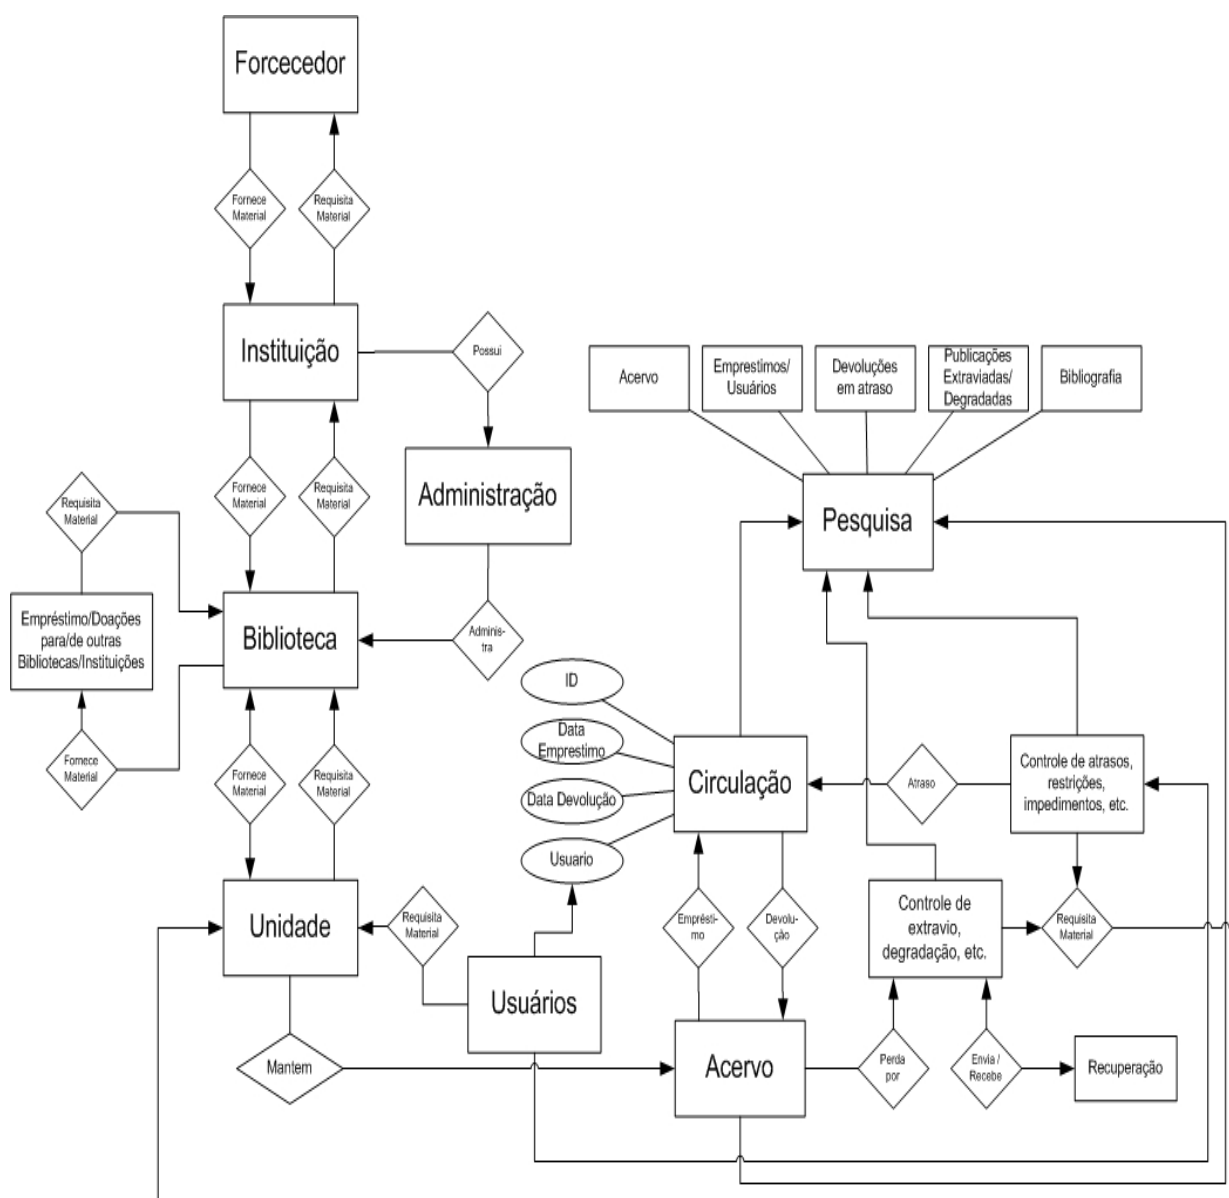 Forcecedor
Fornece
Material
Requisita
Material
Instituição
Possui
Acervo
Emprestimos/
Usuários
Devoluções
em atraso
Publicações
Extraviadas/
Degradadas
Bibliografia
Fornece
Material
Requisita
Material
Administração
Requisita
Material
Pesquisa
Empréstimo/Doações
para/de outras
Bibliotecas/Instituições
Biblioteca
Adminis-
tra
ID
Data
Emprestimo
Fornece
Material
Fornece
Material
Requisita
Material
Data Devolução
Circulação
Atraso
Controle de atrasos,
restrições,
impedimentos, etc.
Usuario
Unidade
Requisita
Material
Emprésti-
mo
Devolu-
ção
Controle de
extravio,
degradação, etc.
Requisita
Material
Usuários
Mantem
Acervo
Perda
por
Envia /
Recebe
Recuperação